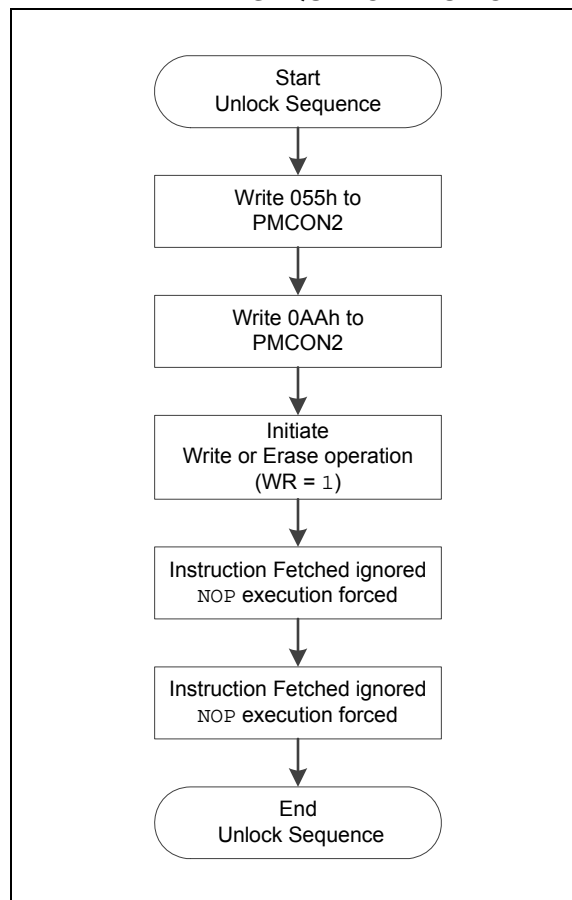 Start
Unlock Sequence
Write 055h to
PMCON2
Write 0AAh to
PMCON2
Initiate
Write or Erase operation
(WR = 1)
Instruction Fetched ignored
NOP execution forced
Instruction Fetched ignored
NOP execution forced
End
Unlock Sequence